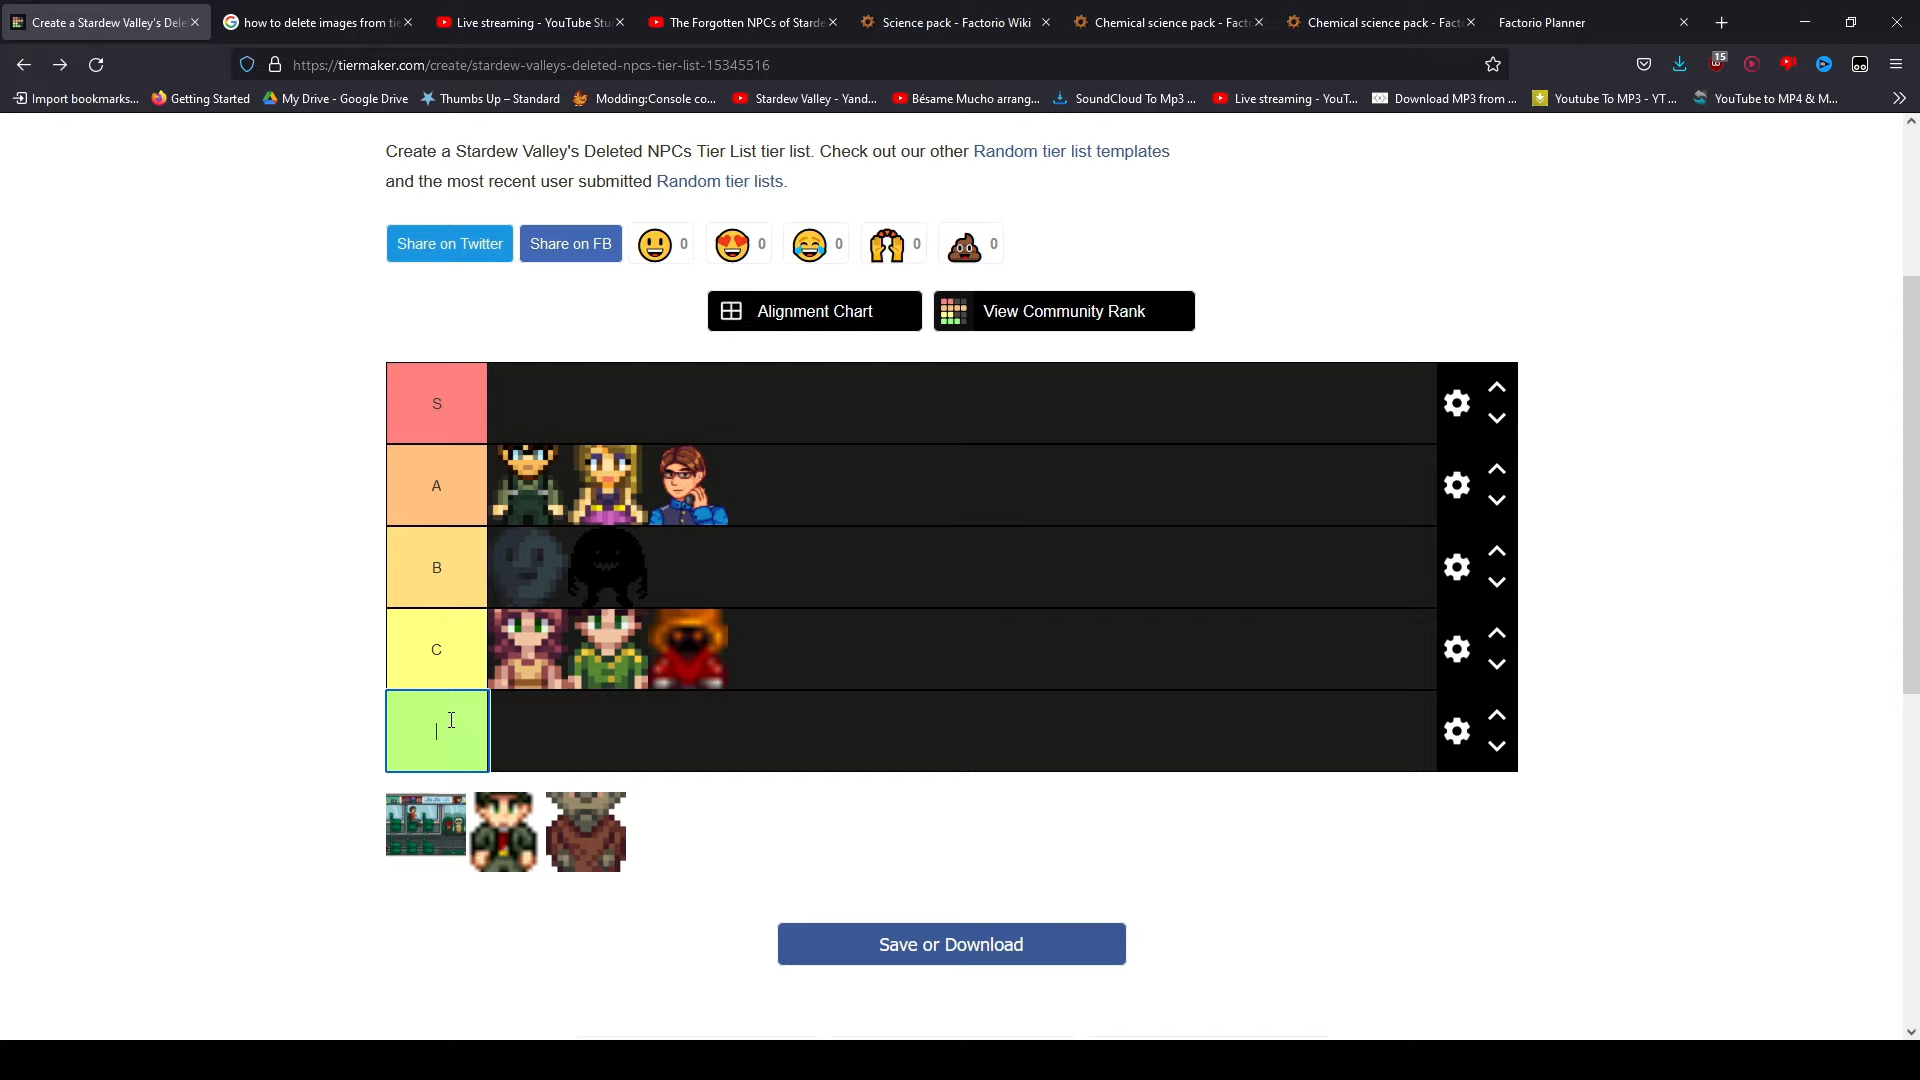 Create a Stardew Valley's Dele
how to delete images from tie
Live streaming - YouTube Stu
The Forgotten NPCs of Starde
Science pack - Factorio Wiki
Chemical science pack - Fact
Chemical science pack - Fact
Factorio Planner
https://tiermaker.com/create/stardew-valleys-deleted-npcs-tier-list-15345516
15
Import bookmarks...
Getting Started
My Drive - Google Drive
Thumbs Up – Standard
Modding:Console co...
Stardew Valley - Yand...
Bésame Mucho arrang...
SoundCloud To Mp3 ...
Live streaming - YouT...
Download MP3 from ...
Youtube To MP3 - YT ...
YouTube to MP4 & M...
Create a Stardew Valley's Deleted NPCs Tier List tier list. Check out our other Random tier list templates
and the most recent user submitted Random tier lists.
Share on Twitter
Share on FB
0
0
0
0
0
Alignment Chart
View Community Rank
S
A
B
C
Save or Download